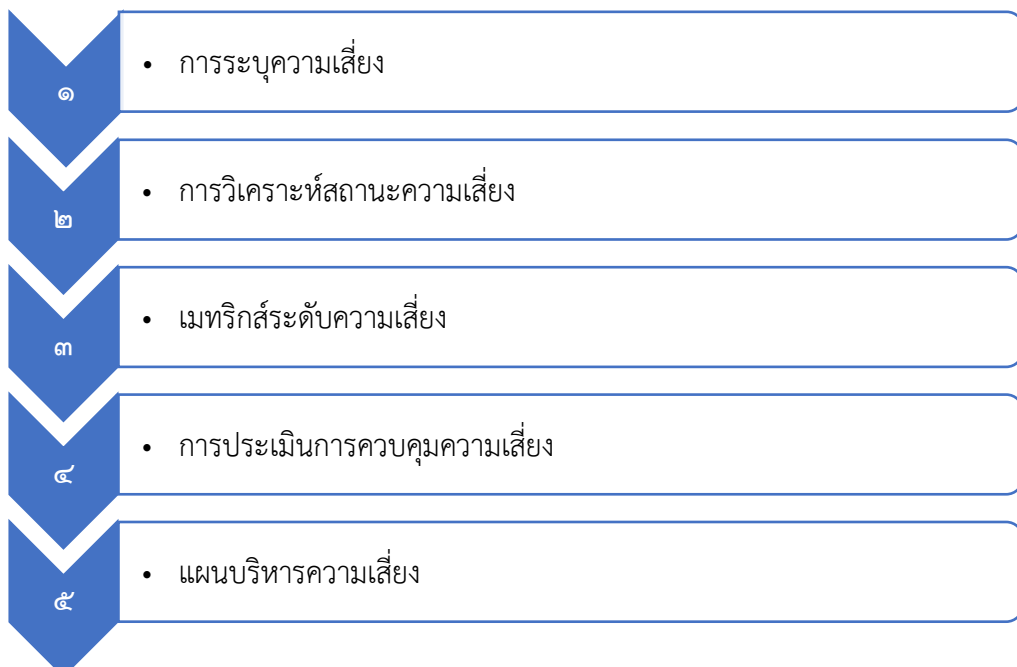 ๑
• การระบุความเสี่ยง
๒
• การวิเคราะห์สถานะความเสี่ยง
๓
• เมทริกส์ระดับความเสี่ยง
๔
• การประเมินการควบคุมความเสี่ยง
๕
• แผนบริหารความเสี่ยง